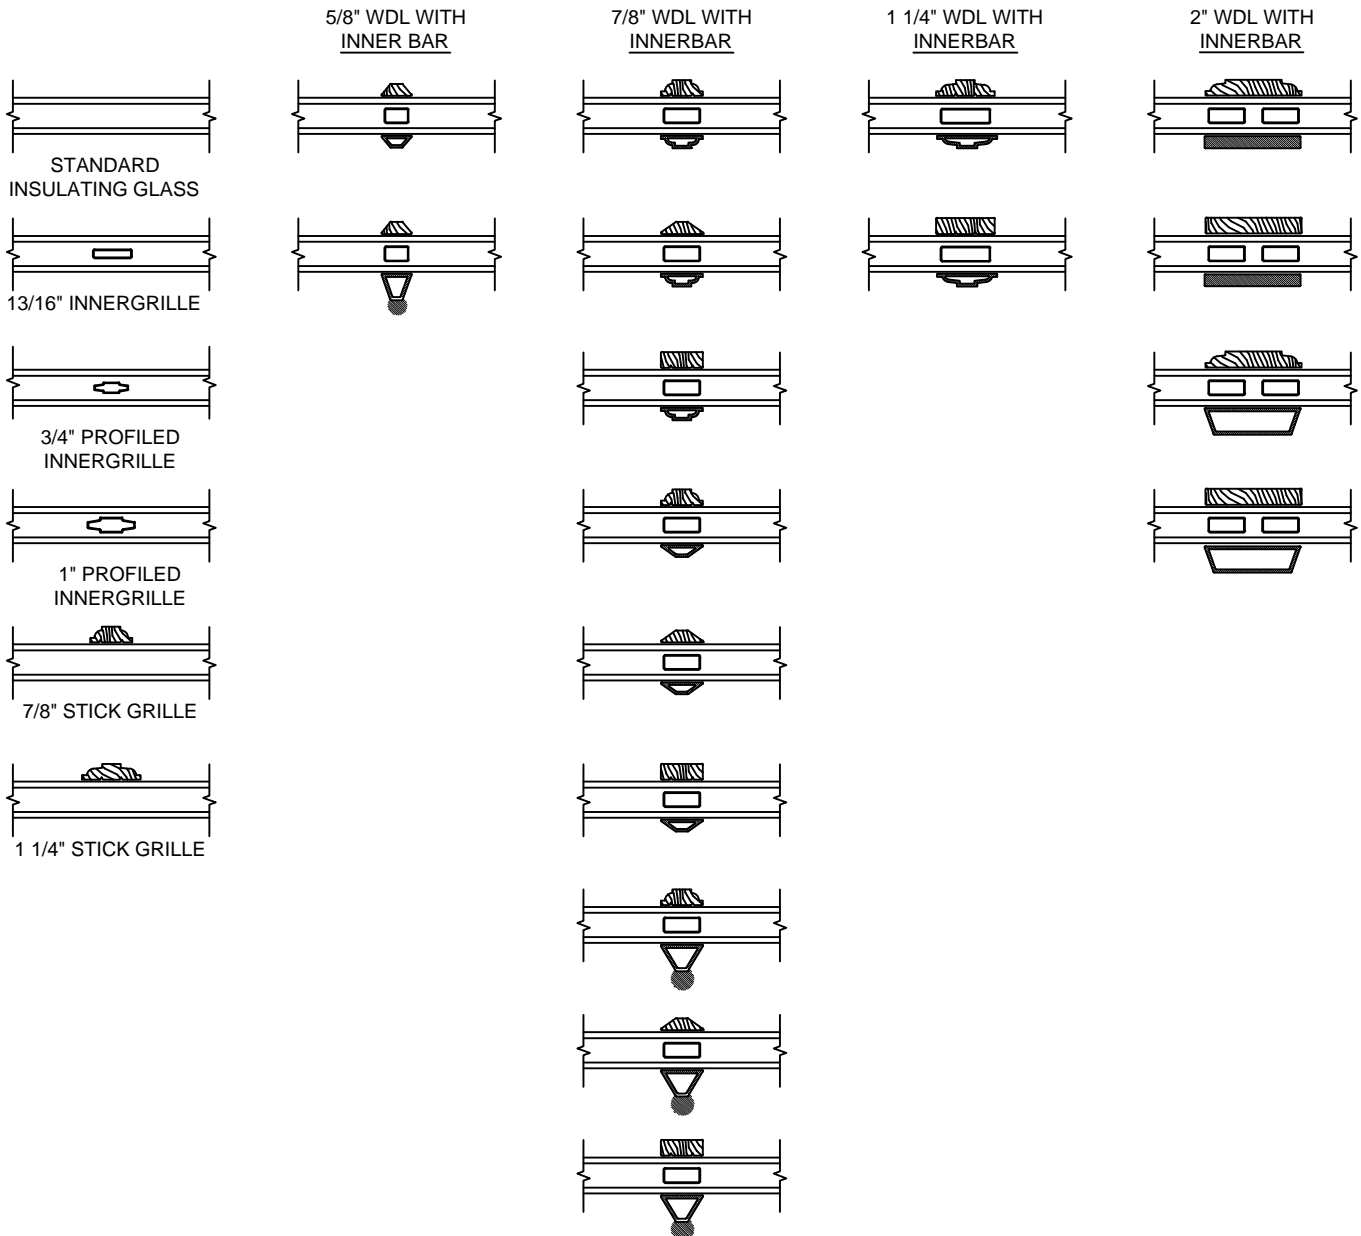 5/8" WDL WITH
INNER BAR
7/8" WDL WITH
INNERBAR
1 1/4" WDL WITH
INNERBAR
2" WDL WITH
INNERBAR
STANDARD
INSULATING GLASS
13/16" INNERGRILLE
3/4" PROFILED
INNERGRILLE
1" PROFILED
INNERGRILLE
7/8" STICK GRILLE
1 1/4" STICK GRILLE